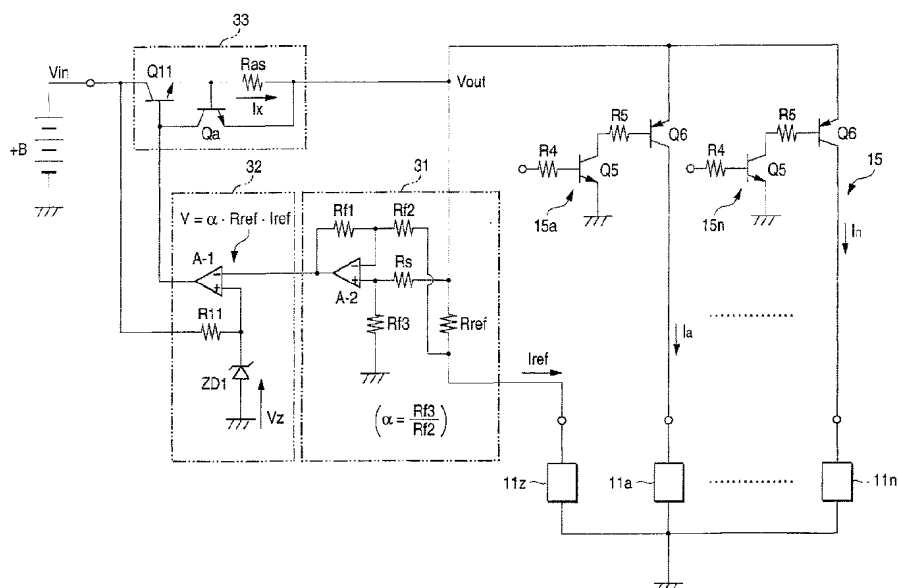 33
Vin
Q11
Ras
Ix
Qa
Vout
+B
R5
Q6
R5
Q6
R4
Q5
R4
Q5
15
15a
15n
32
31
V = α · Rref · Iref
Rf1
Rf2
A-1
Rs
A-2
R11
Rf3
Rref
ZD1
Vz
(α = Rf3/Rf2)
Iref
Ia
In
11z
11a
11n